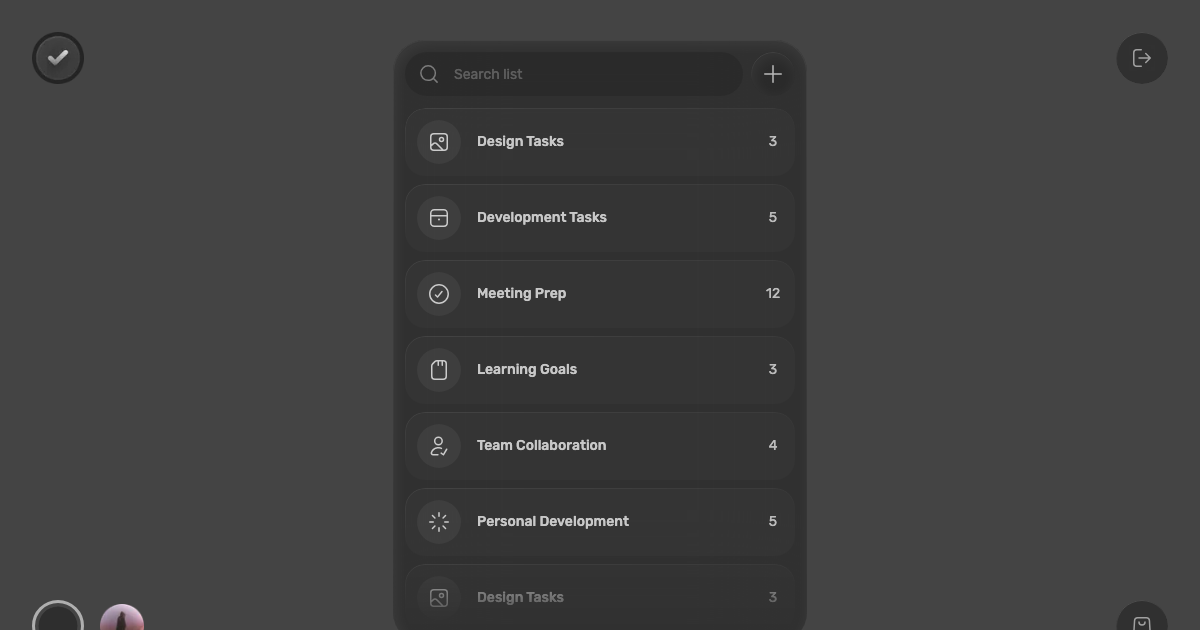 Search list
Design Tasks 3
Development Tasks 5
Meeting Prep 12
Learning Goals 3
Team Collaboration 4
Personal Development 5
Design Tasks 3